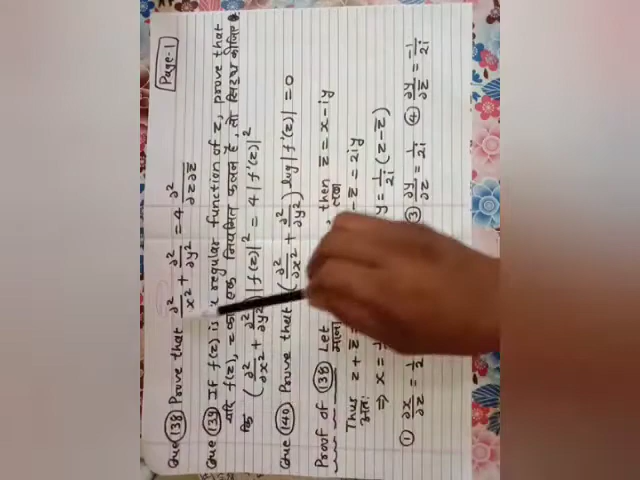 Page-1
Que 138 Prove that ∂²/x² + ∂²/∂y² = 4 ∂²/∂z∂z̄
Que 139 If f(z) is regular function of z, prove that
यदि f(z), z का एक नियमित फलन है, तो सिद्ध कीजिए
कि (∂²/∂x² + ∂²/∂y²) |f(z)|² = 4|f'(z)|²
Que 140 Prove that (∂²/∂x² + ∂²/∂y²) log|f'(z)| = 0
Proof of 138 Let , then z̄ = x - iy
माना तब
Thus z + z̄ = - z̄ = 2iy
अतः
⇒ x = 1 y = 1/2i (z - z̄)
① ∂x/∂z = 1/2 ③ ∂y/∂z = 1/2i ④ ∂y/∂z̄ = -1/2i